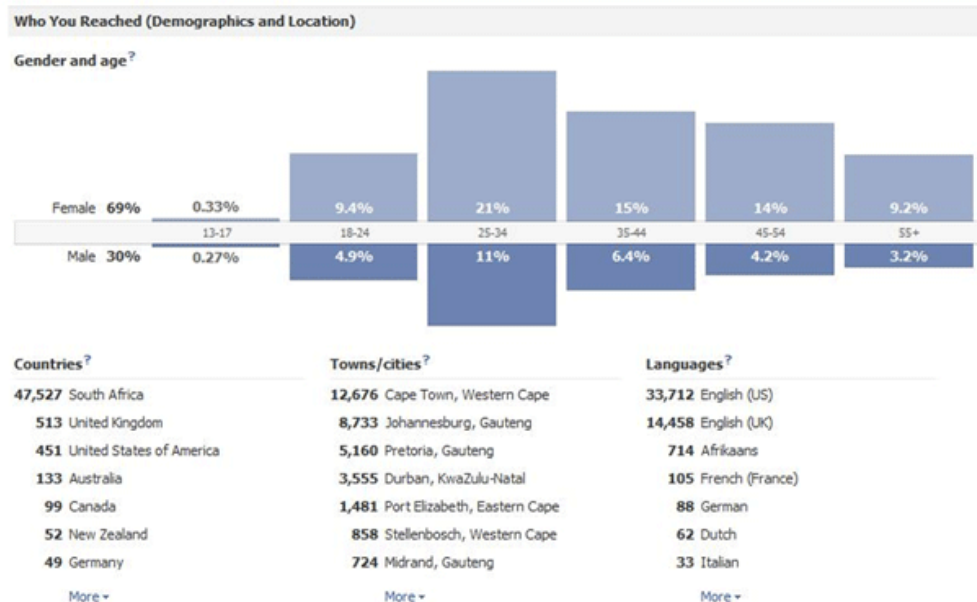 Who You Reached (Demographics and Location)
Gender and age?
Female 69% 0.33% 9.4% 21% 15% 14% 9.2%
13-17 18-24 25-34 35-44 45-54 55+
Male 30% 0.27% 4.9% 11% 6.4% 4.2% 3.2%
Countries?
47,527 South Africa
513 United Kingdom
451 United States of America
133 Australia
99 Canada
52 New Zealand
49 Germany
More
Towns/cities?
12,676 Cape Town, Western Cape
8,733 Johannesburg, Gauteng
5,160 Pretoria, Gauteng
3,555 Durban, KwaZulu-Natal
1,481 Port Elizabeth, Eastern Cape
858 Stellenbosch, Western Cape
724 Midrand, Gauteng
More
Languages?
33,712 English (US)
14,458 English (UK)
714 Afrikaans
105 French (France)
88 German
62 Dutch
33 Italian
More